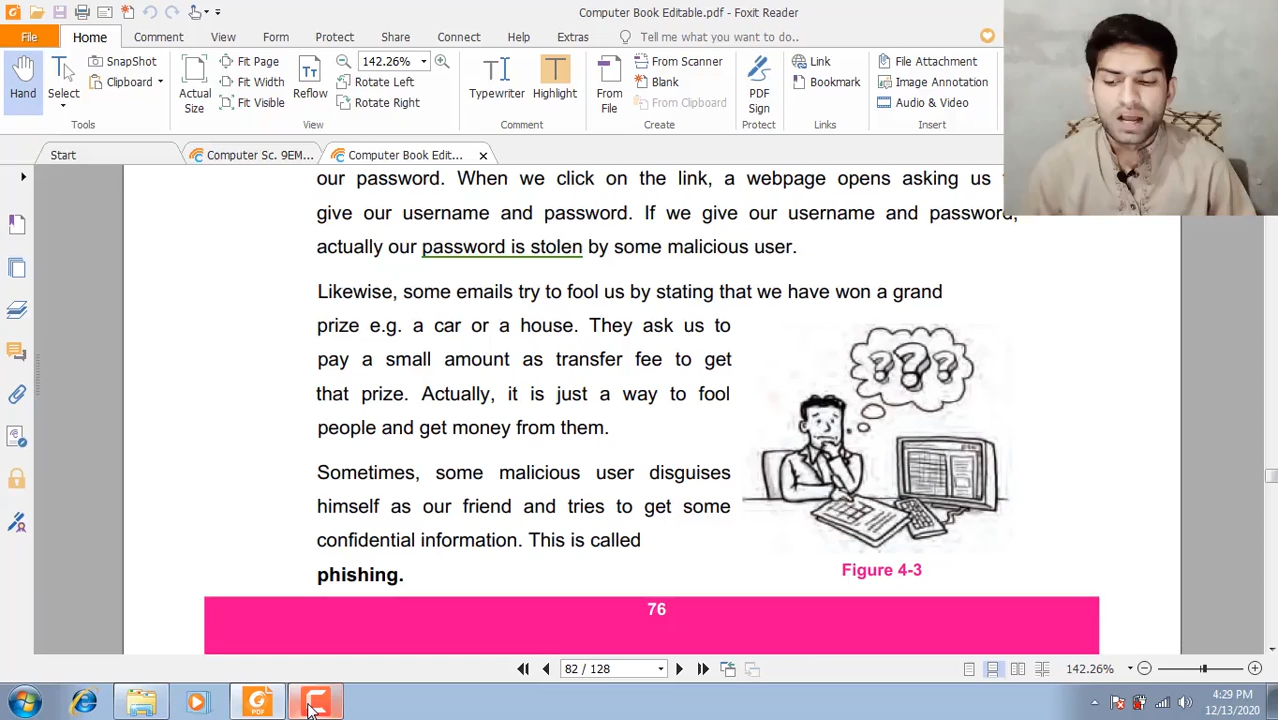 Computer Book Editable.pdf - Foxit Reader
File Home Comment View Form Protect Share Connect Help Extras Tell me what you want to do..
Hand
Select
SnapShot
Clipboard
Tools
Actual Size
Fit Page
Fit Width
Fit Visible
Reflow
142.26%
Rotate Left
Rotate Right
View
Typewriter
Highlight
Comment
From File
From Scanner
Blank
From Clipboard
Create
PDF Sign
Protect
Link
Bookmark
Links
File Attachment
Image Annotation
Audio & Video
Insert
Start Computer Sc. 9EM... Computer Book Edit...
our password. When we click on the link, a webpage opens asking us
give our username and password. If we give our username and password,
actually our password is stolen by some malicious user.
Likewise, some emails try to fool us by stating that we have won a grand
prize e.g. a car or a house. They ask us to
pay a small amount as transfer fee to get
that prize. Actually, it is just a way to fool
people and get money from them.
Sometimes, some malicious user disguises
himself as our friend and tries to get some
confidential information. This is called
phishing.
? ? ?
Figure 4-3
76
82 / 128
142.26%
PDF
4:29 PM
12/13/2020